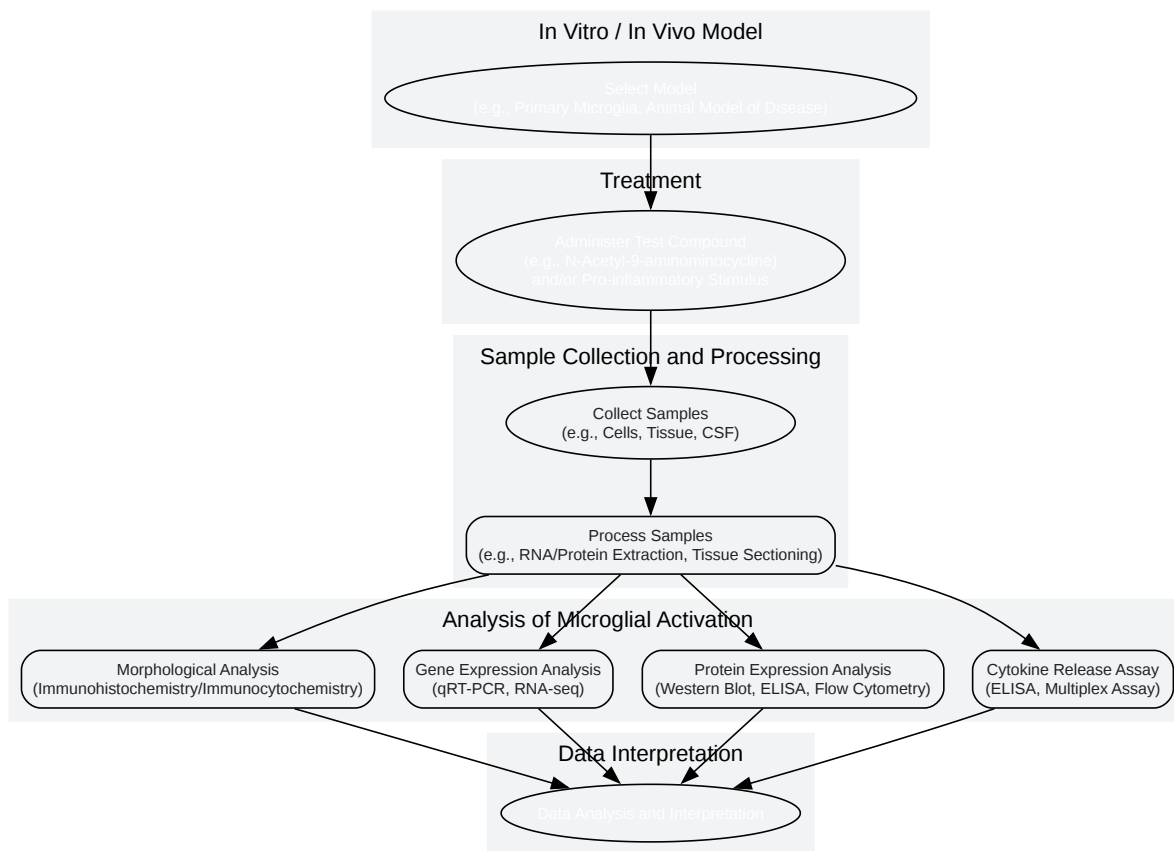 In Vitro / In Vivo Model
Select Model
(e.g., Primary Microglia, Animal Model of Disease)
Treatment
Administer Test Compound
(e.g., N-Acetyl-9-aminominocycline)
and/or Pro-inflammatory Stimulus
Sample Collection and Processing
Collect Samples
(e.g., Cells, Tissue, CSF)
Process Samples
(e.g., RNA/Protein Extraction, Tissue Sectioning)
Analysis of Microglial Activation
Morphological Analysis
(Immunohistochemistry/Immunocytochemistry)
Gene Expression Analysis
(qRT-PCR, RNA-seq)
Protein Expression Analysis
(Western Blot, ELISA, Flow Cytometry)
Cytokine Release Assay
(ELISA, Multiplex Assay)
Data Interpretation
Data Analysis and Interpretation